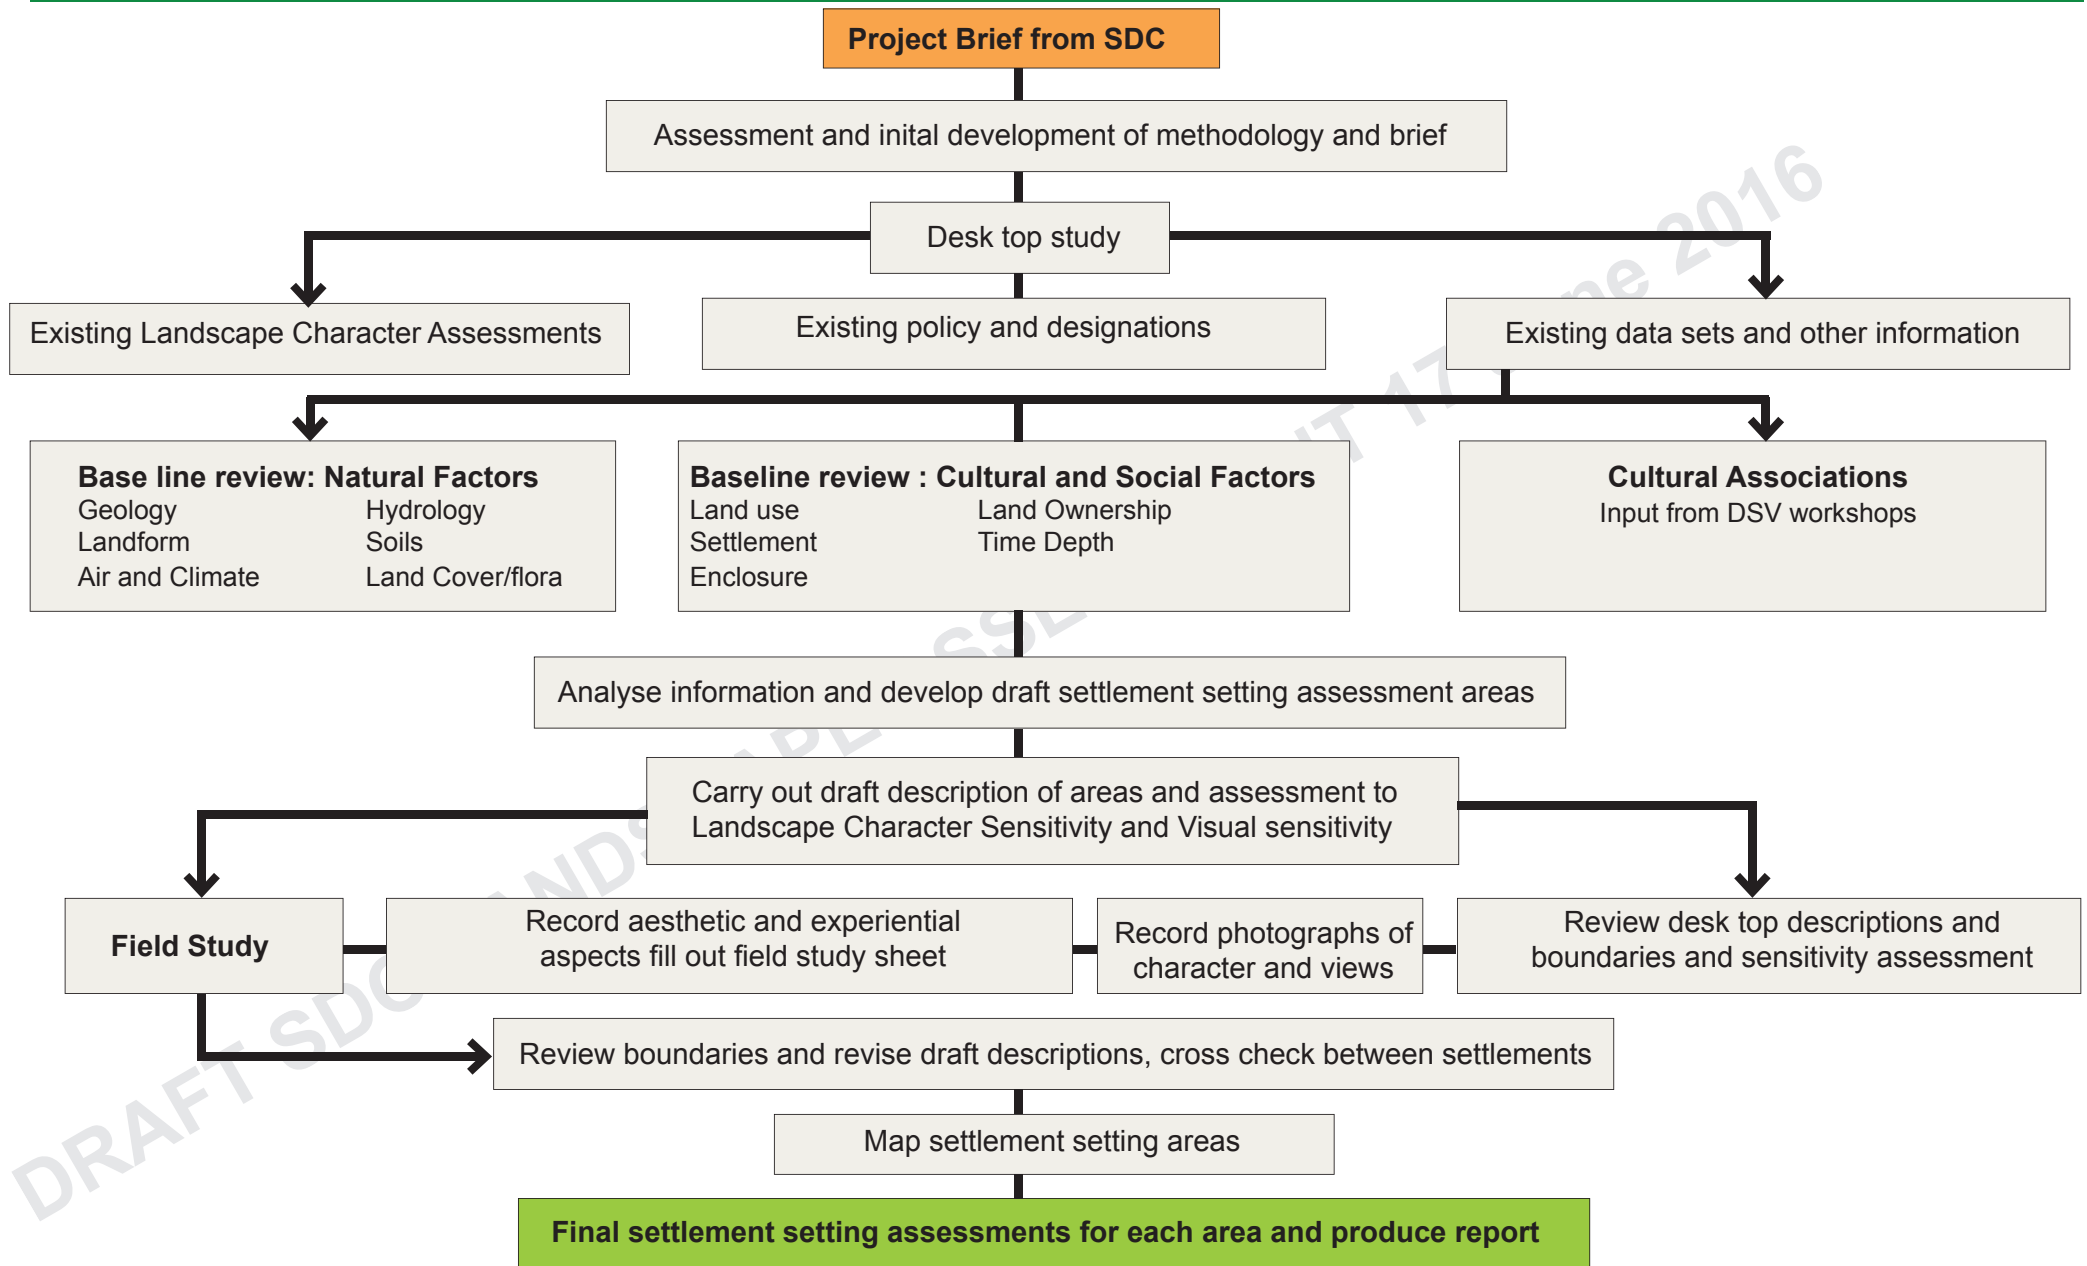 Project Brief from SDC
Assessment and inital development of methodology and brief
Desk top study
Existing Landscape Character Assessments
Existing policy and designations
Existing data sets and other information
Base line review: Natural Factors
Geology Hydrology
Landform Soils
Air and Climate Land Cover/flora
Baseline review : Cultural and Social Factors
Land use Land Ownership
Settlement Time Depth
Enclosure
Cultural Associations
Input from DSV workshops
Analyse information and develop draft settlement setting assessment areas
Carry out draft description of areas and assessment to
Landscape Character Sensitivity and Visual sensitivity
Field Study
Record aesthetic and experiential
aspects fill out field study sheet
Record photographs of
character and views
Review desk top descriptions and
boundaries and sensitivity assessment
Review boundaries and revise draft descriptions, cross check between settlements
Map settlement setting areas
Final settlement setting assessments for each area and produce report
DRAFT SDC 17 2016